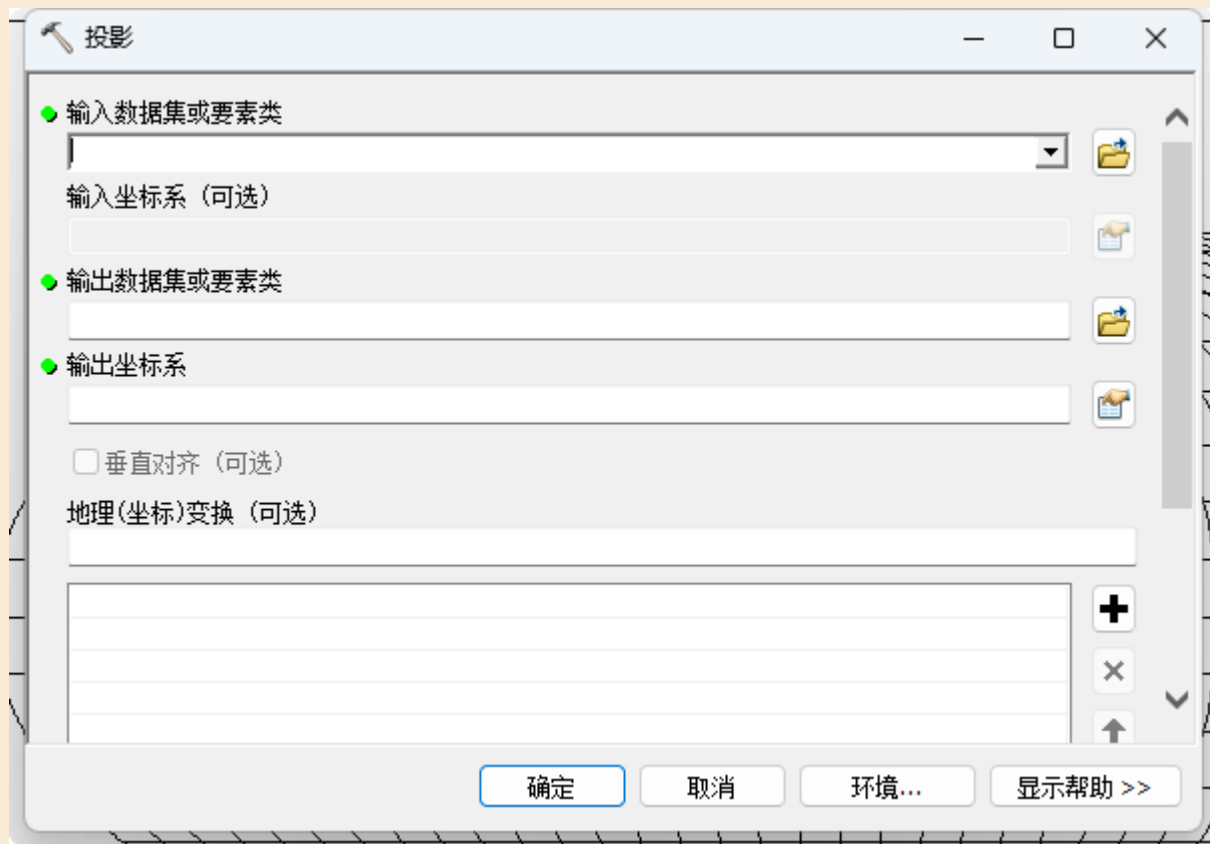 投影
输入数据集或要素类
输入坐标系 (可选)
输出数据集或要素类
输出坐标系
垂直对齐 (可选)
地理(坐标)变换 (可选)
确定 取消 环境... 显示帮助 >>